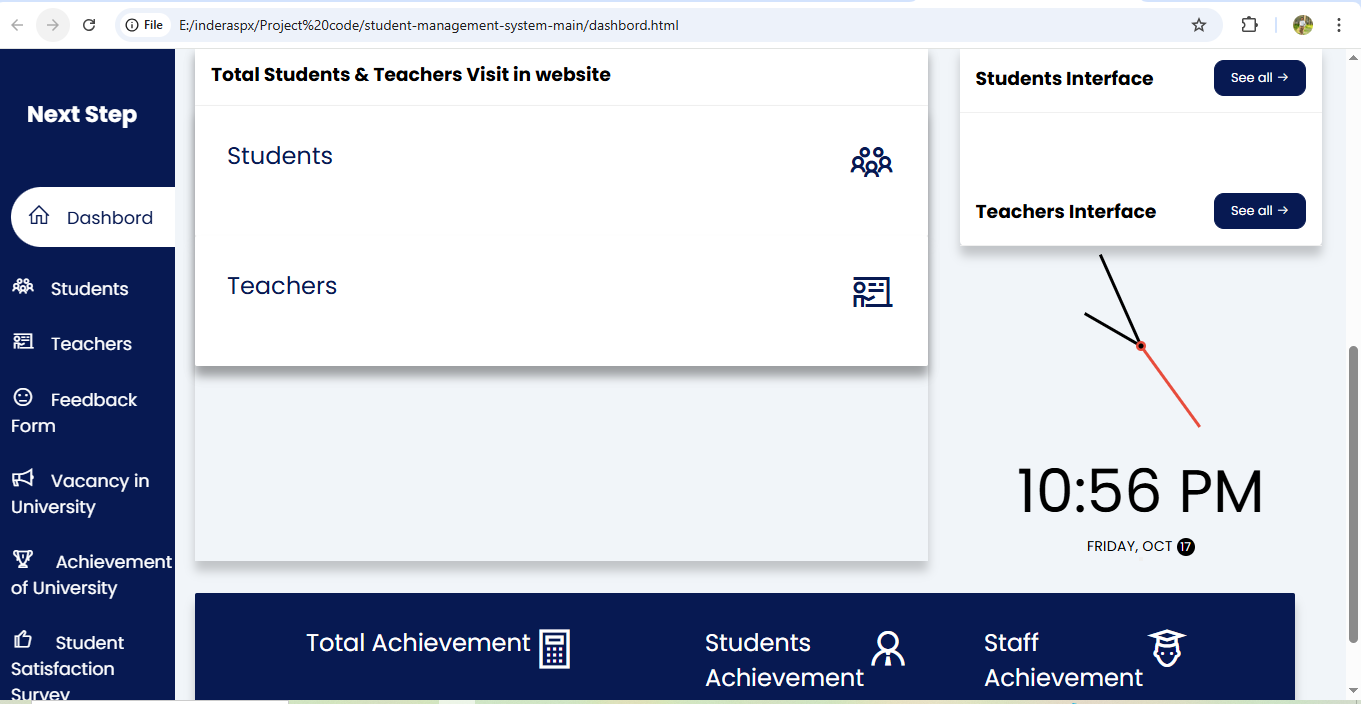 File
E:/inderaspx/Project%20code/student-management-system-main/dashbord.html
Next Step
Dashbord
Students
Teachers
Feedback
Form
Vacancy in
University
Achievement
of University
Student
Satisfaction
Survey
Total Students & Teachers Visit in website
Students
Teachers
Students Interface
See all →
Teachers Interface
See all →
10:56 PM
FRIDAY, OCT 17
Total Achievement
Students
Achievement
Staff
Achievement